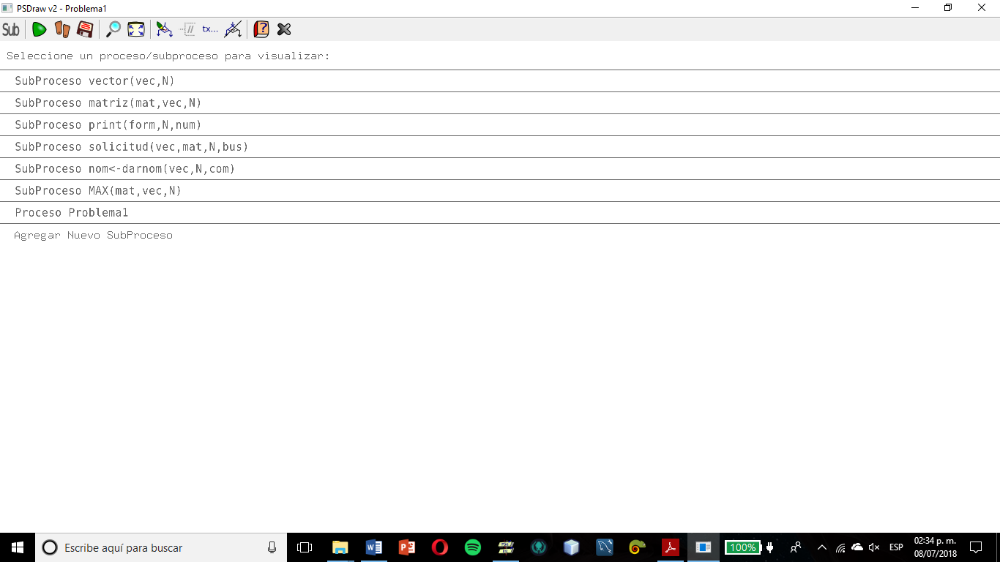 PSDraw v2 - Problema1
Sub
tx...
Seleccione un proceso/subproceso para visualizar:
SubProceso vector(vec,N)
SubProceso matriz(mat,vec,N)
SubProceso print(form,N,num)
SubProceso solicitud(vec,mat,N,bus)
SubProceso nom<-darnom(vec,N,com)
SubProceso MAX(mat,vec,N)
Proceso Problema1
Agregar Nuevo SubProceso
Escribe aquí para buscar
100%
ESP
02:34 p. m.
08/07/2018